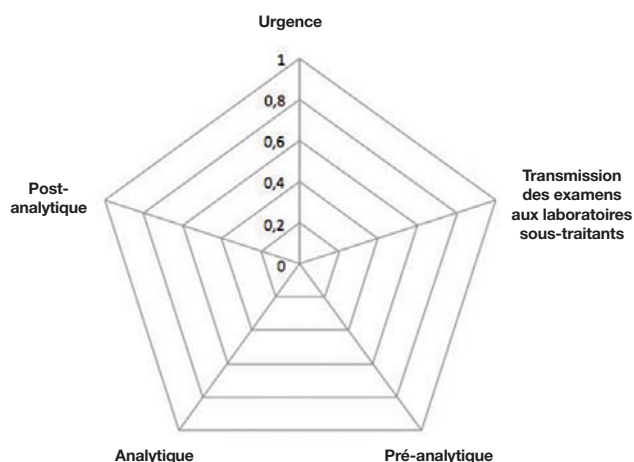 Urgence
1
0,8
0,6
0,4
0,2
0
Transmission
des examens
aux laboratoires
sous-traitants
Post-
analytique
Analytique
Pré-analytique